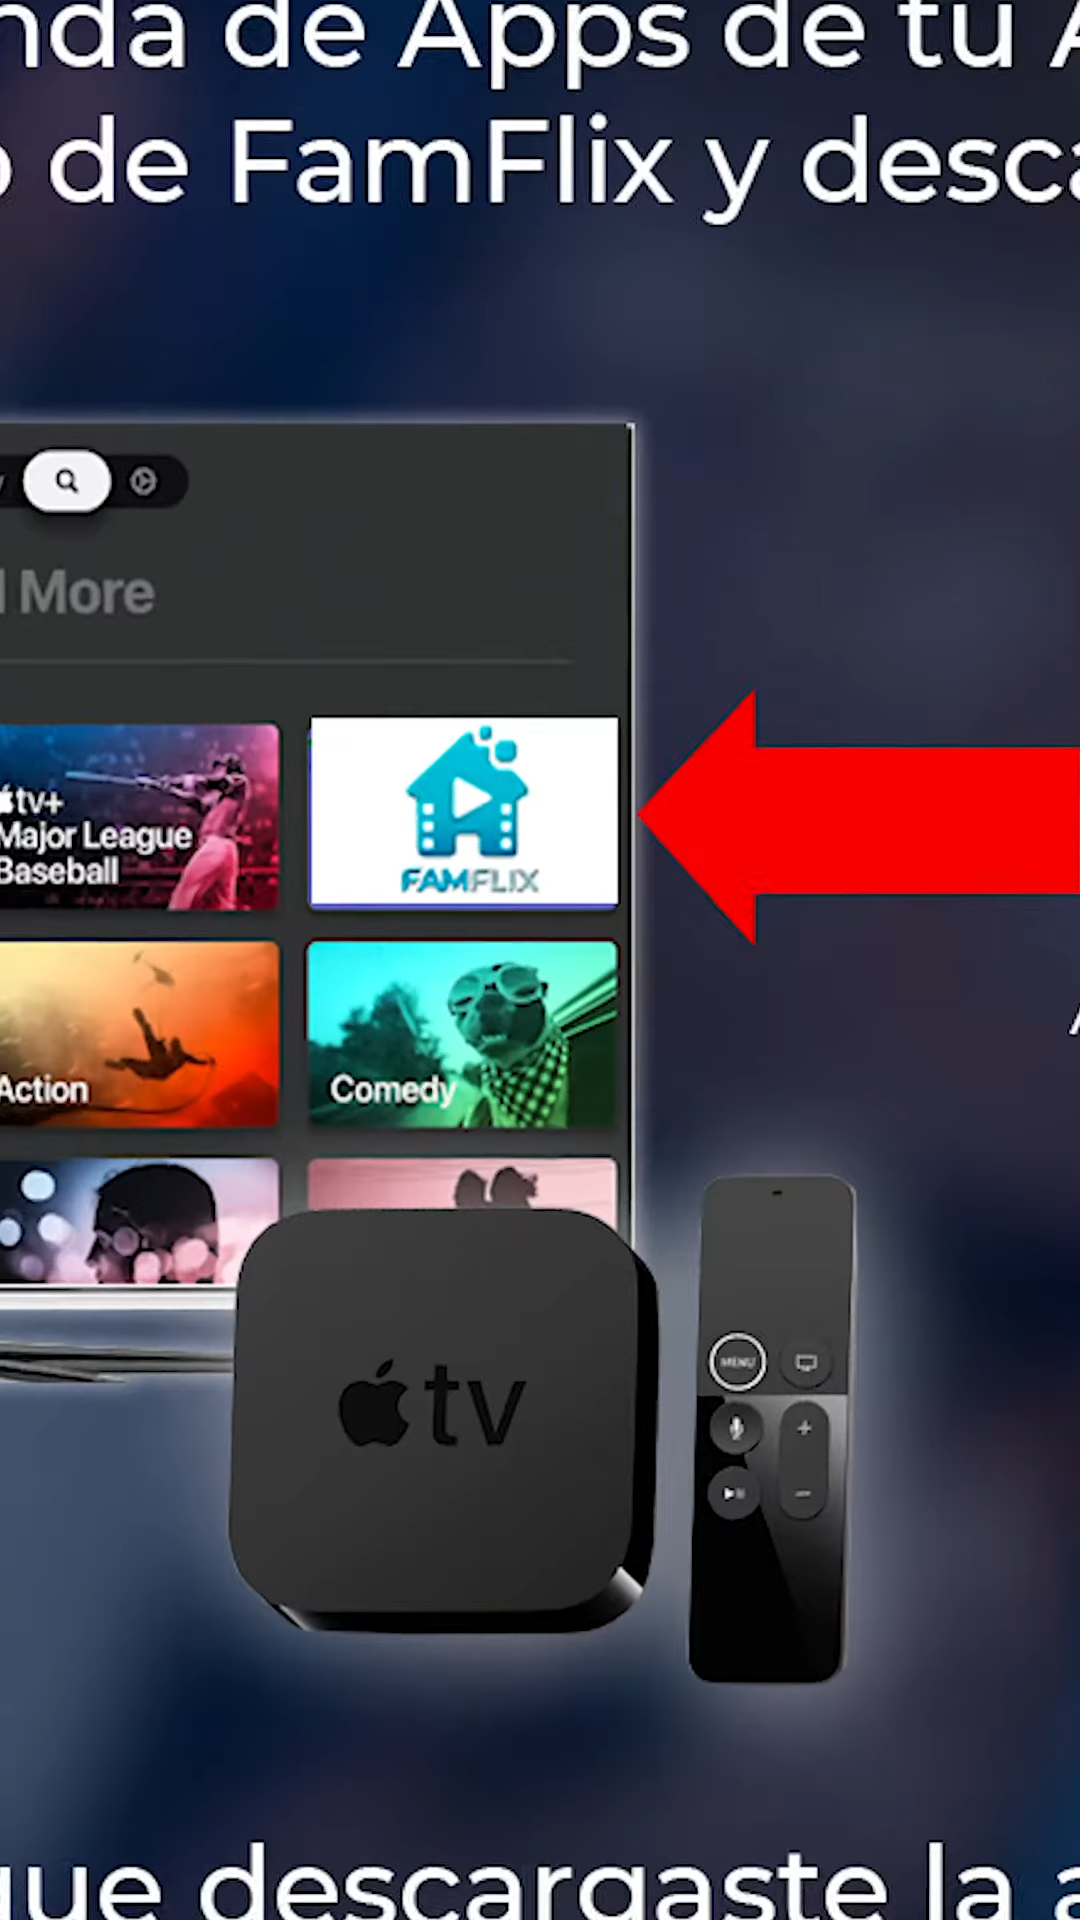 nda de Apps de tu A
o de FamFlix y desca
l More
tv+
Major League
Baseball
FAMFLIX
Action
Comedy
tv
MENU
que descargaste la a